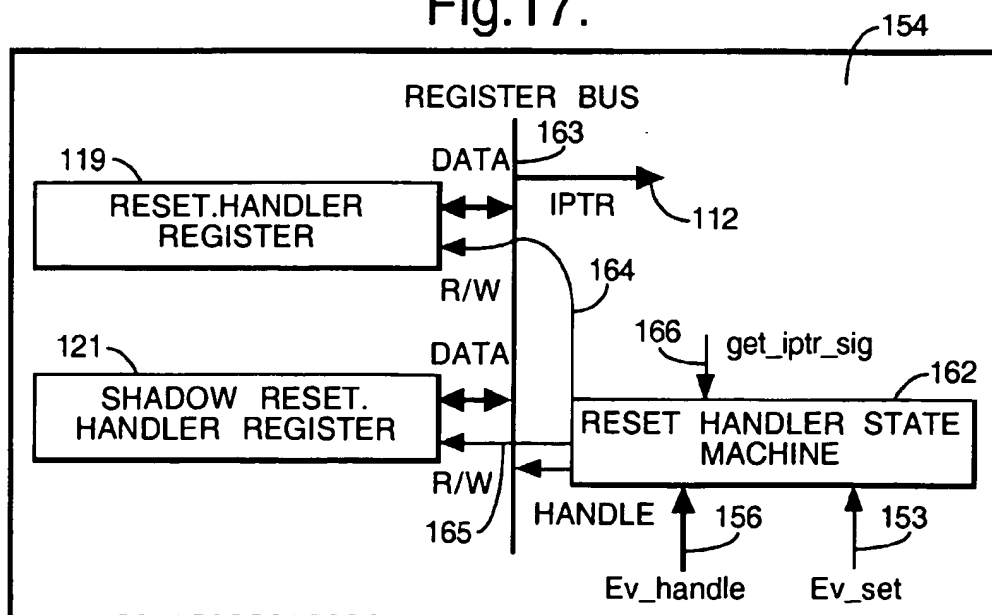 Fig.17.
154
REGISTER BUS
163
119
DATA
RESET.HANDLER
REGISTER
IPTR
112
R/W
164
121
DATA
166
get_iptr_sig
162
SHADOW RESET.
HANDLER REGISTER
RESET HANDLER STATE
MACHINE
R/W
165
HANDLE
156
153
Ev_handle
Ev_set